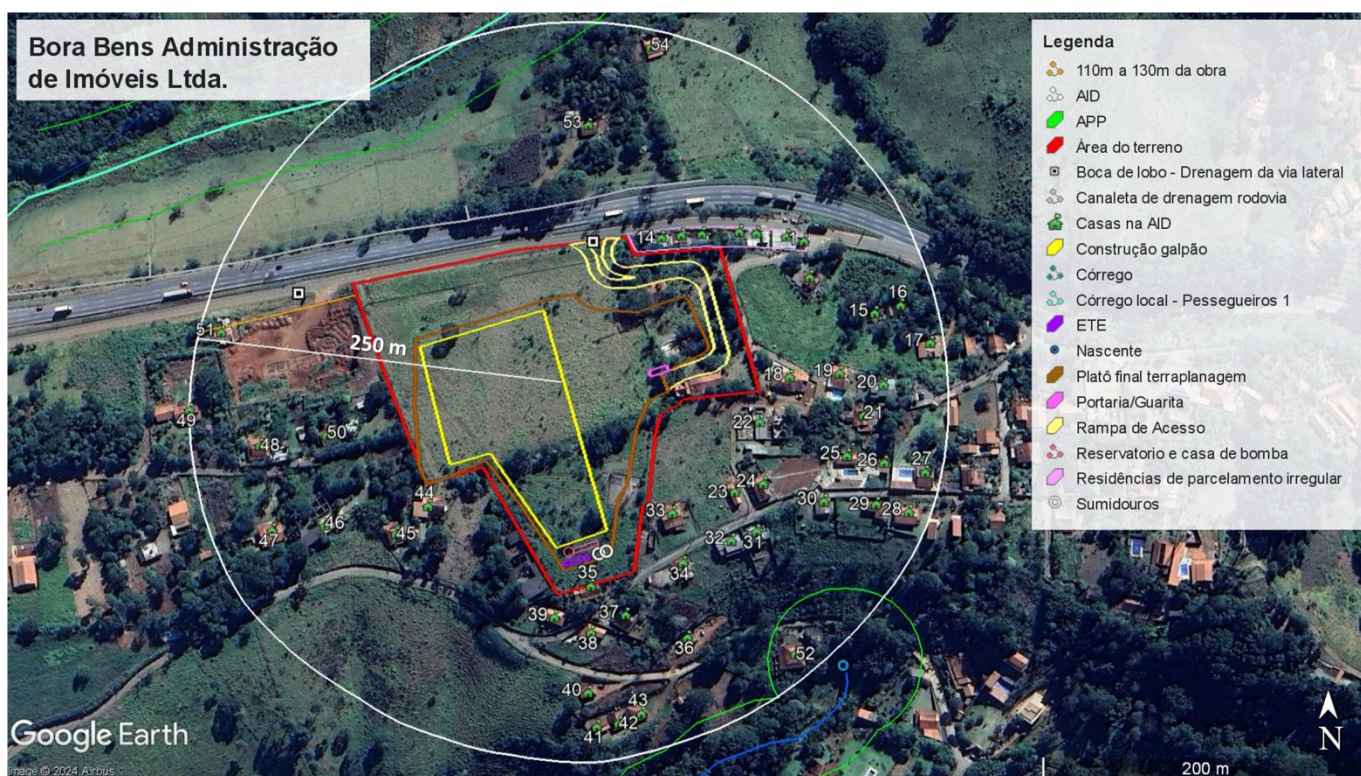 Bora Bens Administração
de Imóveis Ltda.
Legenda
110m a 130m da obra
AID
APP
Área do terreno
Boca de lobo - Drenagem da via lateral
Canaleta de drenagem rodovia
Casas na AID
Construção galpão
Córrego
Córrego local - Pessegueiros 1
ETE
Nascente
Platô final terraplanagem
Portaria/Guarita
Rampa de Acesso
Reservatorio e casa de bomba
Residências de parcelamento irregular
Sumidouros
54
53
14
1
15
16
17
51
250 m
18
19
20
49
48
50
22
21
25
26
27
44
23
24
30
29
28
47
46
45
33
32
31
35
34
39
37
38
36
52
40
43
42
41
Google Earth
Image © 2024 Airbus
N
200 m